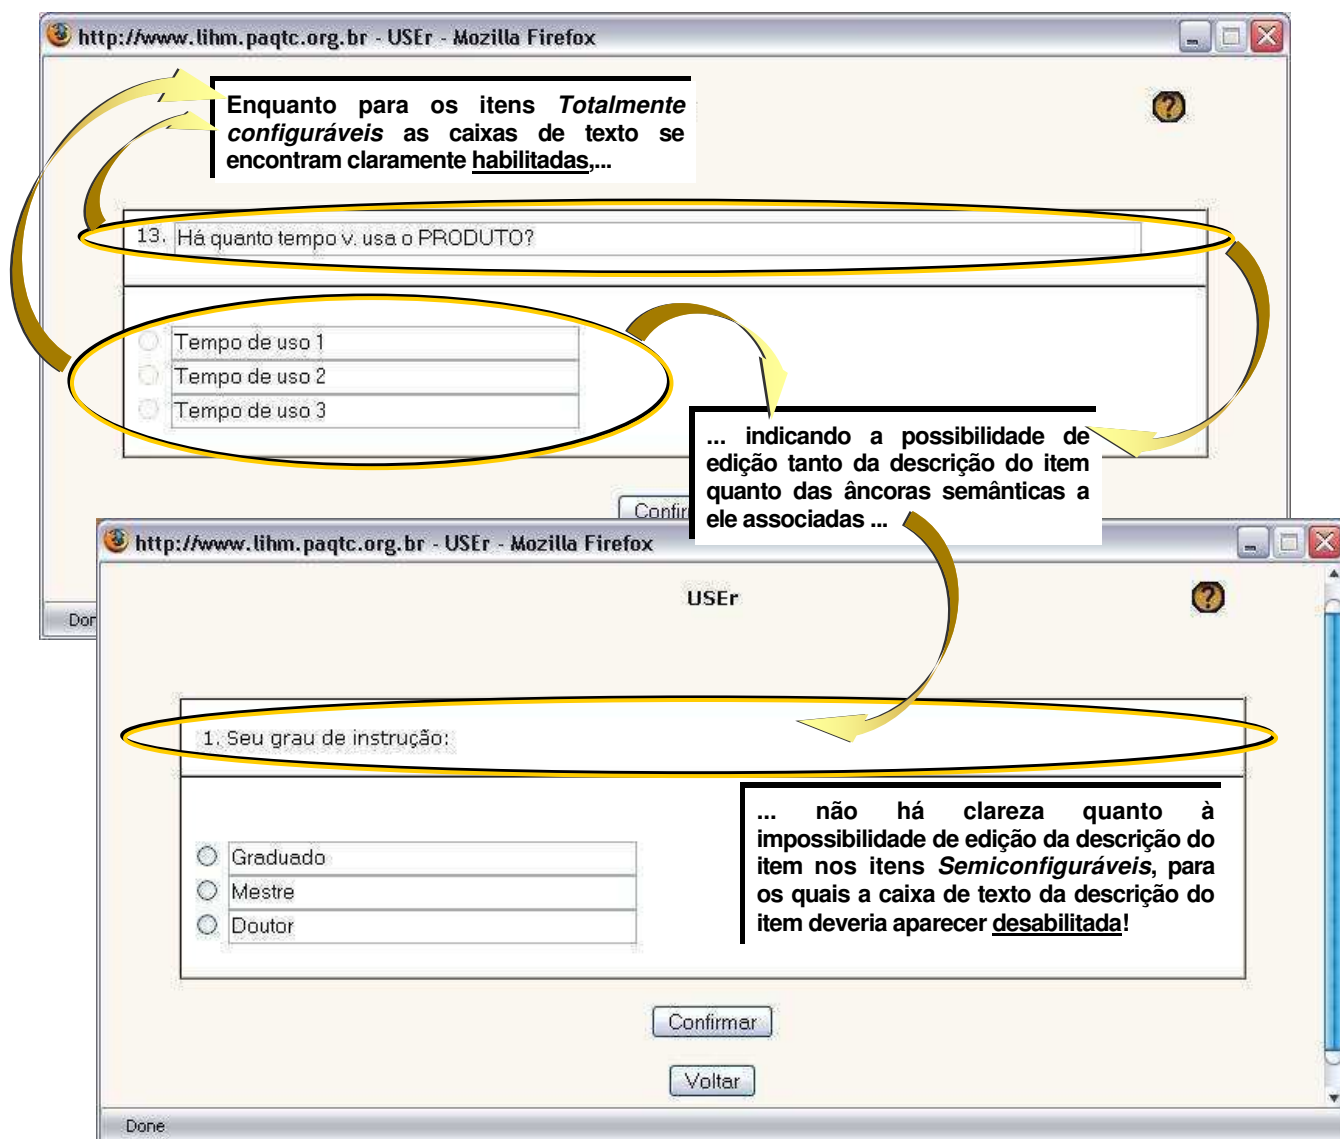 http://www.lihm.paqtc.org.br - USEr - Mozilla Firefox
Enquanto para os itens Totalmente
configuráveis as caixas de texto se
encontram claramente habilitadas,...
13. Há quanto tempo v. usa o PRODUTO?
Tempo de uso 1
Tempo de uso 2
Tempo de uso 3
... indicando a possibilidade de
edição tanto da descrição do item
quanto das âncoras semânticas a
ele associadas ...
Confir
http://www.lihm.paqtc.org.br - USEr - Mozilla Firefox
Don
USEr
1. Seu grau de instrução:
... não há clareza quanto à
impossibilidade de edição da descrição do
item nos itens Semiconfiguráveis, para
os quais a caixa de texto da descrição do
item deveria aparecer desabilitada!
Graduado
Mestre
Doutor
Confirmar
Voltar
Done